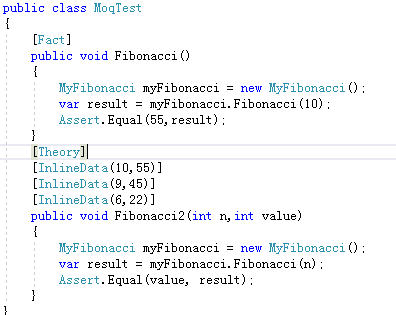 public class MoqTest
{
    [Fact]
    public void Fibonacci()
    {
        MyFibonacci myFibonacci = new MyFibonacci();
        var result = myFibonacci.Fibonacci(10);
        Assert.Equal(55,result);
    }
    [Theory]
    [InlineData(10,55)]
    [InlineData(9,45)]
    [InlineData(6,22)]
    public void Fibonacci2(int n,int value)
    {
        MyFibonacci myFibonacci = new MyFibonacci();
        var result = myFibonacci.Fibonacci(n);
        Assert.Equal(value, result);
    }
}